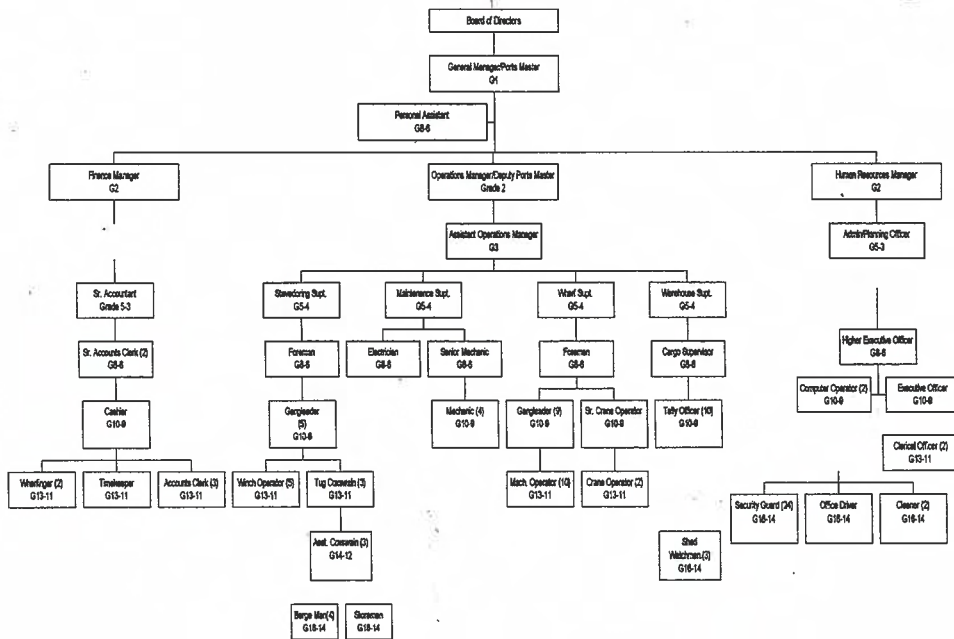 Board of Directors
General Manager/Ports Master
G1
Personal Assistant
G8-6
Finance Manager
G2
Operations Manager/Deputy Ports Master
Grade 2
Human Resources Manager
G2
Assistant Operations Manager
G3
Admin/Planning Officer
G5-3
Sr. Accountant
Grade 5-3
Stevedoring Supt.
G5-4
Maintenance Supt.
G5-4
Wharf Supt.
G5-4
Warehouse Supt.
G5-4
Sr. Accounts Clerk (2)
G8-6
Foreman
G8-6
Electrician
G8-6
Senior Mechanic
G8-6
Foreman
G8-6
Cargo Supervisor
G8-6
Higher Executive Officer
G8-6
Computer Operator (2)
G10-9
Executive Officer
G10-9
Cashier
G10-9
Gangleader
(5)
G10-9
Mechanic (4)
G10-9
Gangleader (9)
G10-9
Sr. Crane Operator
G10-9
Tally Officer (10)
G10-9
Clerical Officer (2)
G13-11
Wharfinger (2)
G13-11
Timekeeper
G13-11
Accounts Clerk (3)
G13-11
Winch Operator (5)
G13-11
Tug Coxswain (3)
G13-11
Mach. Operator (10)
G13-11
Crane Operator (2)
G13-11
Security Guard (24)
G16-14
Office Driver
G16-14
Cleaner (2)
G16-14
Asst. Coxswain (3)
G14-12
Shed
Watchmen.(3)
G16-14
Barge Man(4)
G16-14
Storeman
G16-14